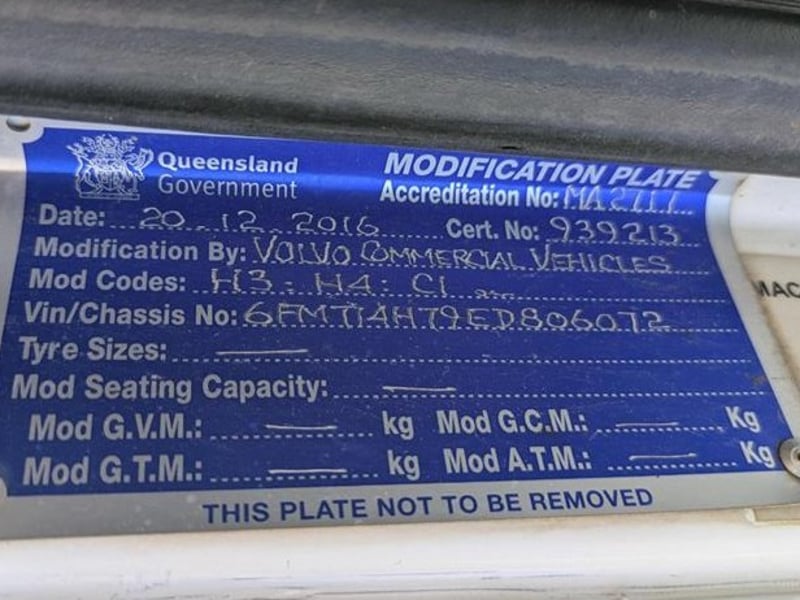 Queensland Government
MODIFICATION PLATE
Accreditation No: MA2717
Date: 20.12.2016 Cert. No: 939213
Modification By: VOLVO COMMERCIAL VEHICLES
Mod Codes: H3: H4: C1
Vin/Chassis No: 6FMT14H79ED806072
Tyre Sizes: —
Mod Seating Capacity: —
Mod G.V.M.: — kg Mod G.C.M.: — Kg
Mod G.T.M.: — kg Mod A.T.M.: — Kg
THIS PLATE NOT TO BE REMOVED